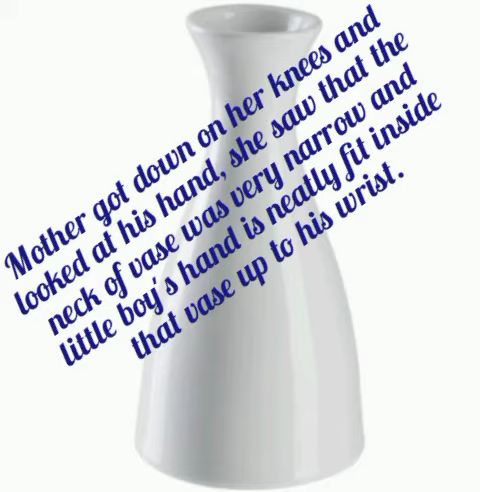 Mother got down on her knees and
looked at his hand, she saw that the
neck of vase was very narrow and
little boy's hand is neatly fit inside
that vase up to his wrist.